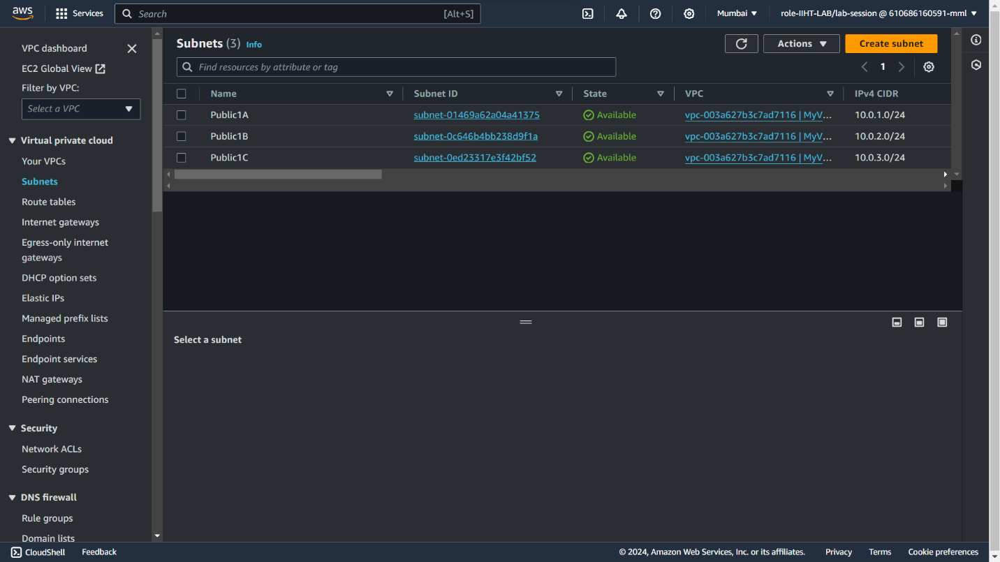 aws
Services
Search [Alt+S]
Mumbai
role-IIHT-LAB/lab-session @ 610686160591-mml
VPC dashboard
EC2 Global View
Filter by VPC:
Select a VPC
Virtual private cloud
Your VPCs
Subnets
Route tables
Internet gateways
Egress-only internet
gateways
DHCP option sets
Elastic IPs
Managed prefix lists
Endpoints
Endpoint services
NAT gateways
Peering connections
Security
Network ACLs
Security groups
DNS firewall
Rule groups
Domain lists
Subnets (3) Info
Actions
Create subnet
Find resources by attribute or tag
1
Name Subnet ID State VPC IPv4 CIDR
Public1A subnet-01469a62a04a41375 Available vpc-003a627b3c7ad7116 | MyV... 10.0.1.0/24
Public1B subnet-0c646b4bb238d9f1a Available vpc-003a627b3c7ad7116 | MyV... 10.0.2.0/24
Public1C subnet-0ed23317e3f42bf52 Available vpc-003a627b3c7ad7116 | MyV... 10.0.3.0/24
Select a subnet
CloudShell Feedback © 2024, Amazon Web Services, Inc. or its affiliates. Privacy Terms Cookie preferences